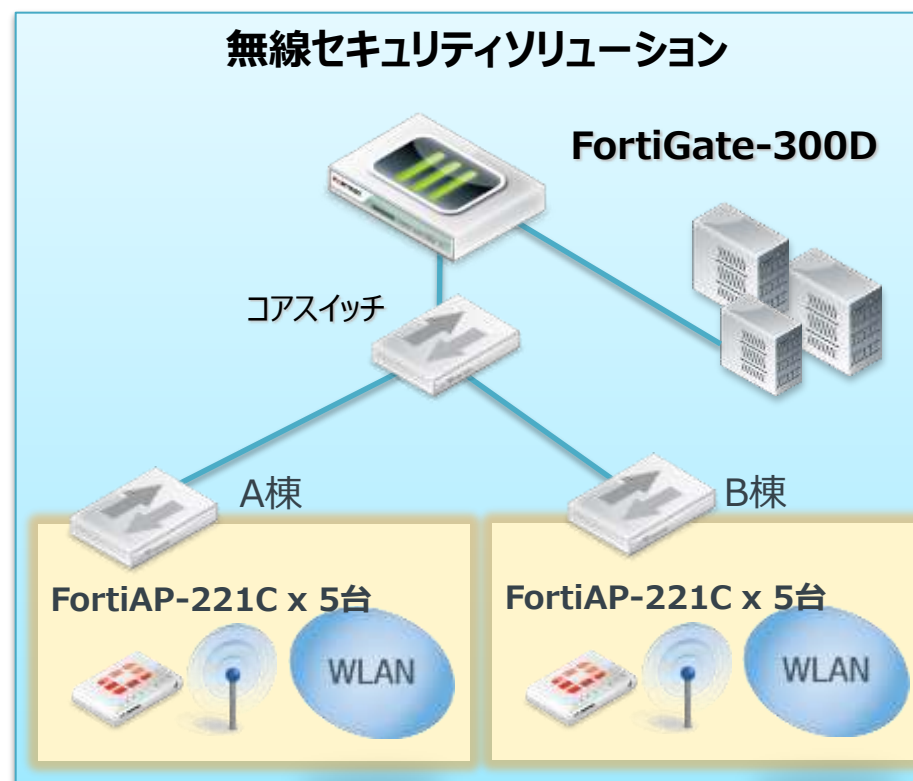 無線セキュリティソリューション
FortiGate-300D
コアスイッチ
A棟
B棟
FortiAP-221C x 5台
FortiAP-221C x 5台
WLAN
WLAN